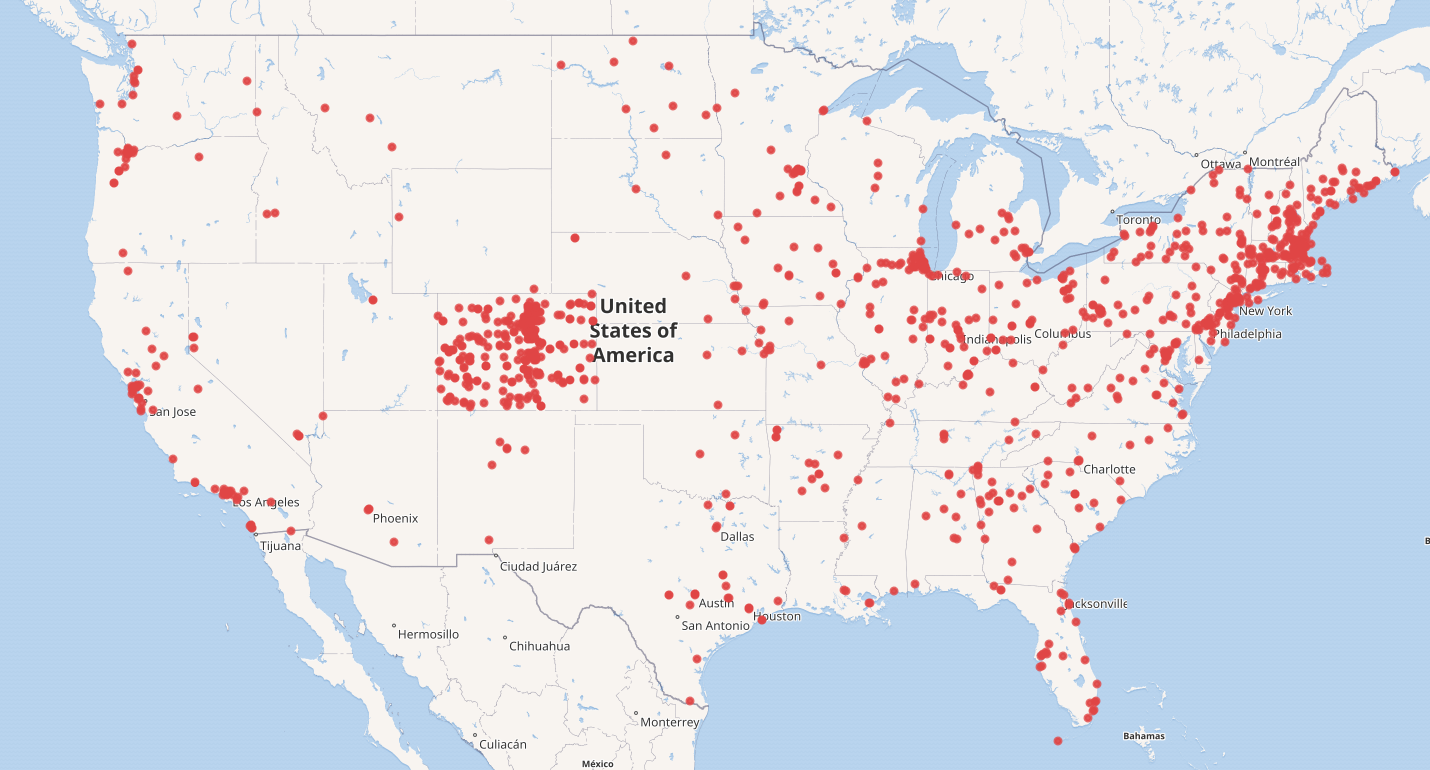 Ottawa
Montréal
Toronto
Chicago
United
States of
America
New York
Philadelphia
Indianapolis
Columbus
San Jose
Charlotte
Los Angeles
Phoenix
Tijuana
Dallas
Ciudad Juárez
Austin
Houston
San Antonio
Jacksonville
Hermosillo
Chihuahua
Monterrey
Culiacán
Bahamas
México